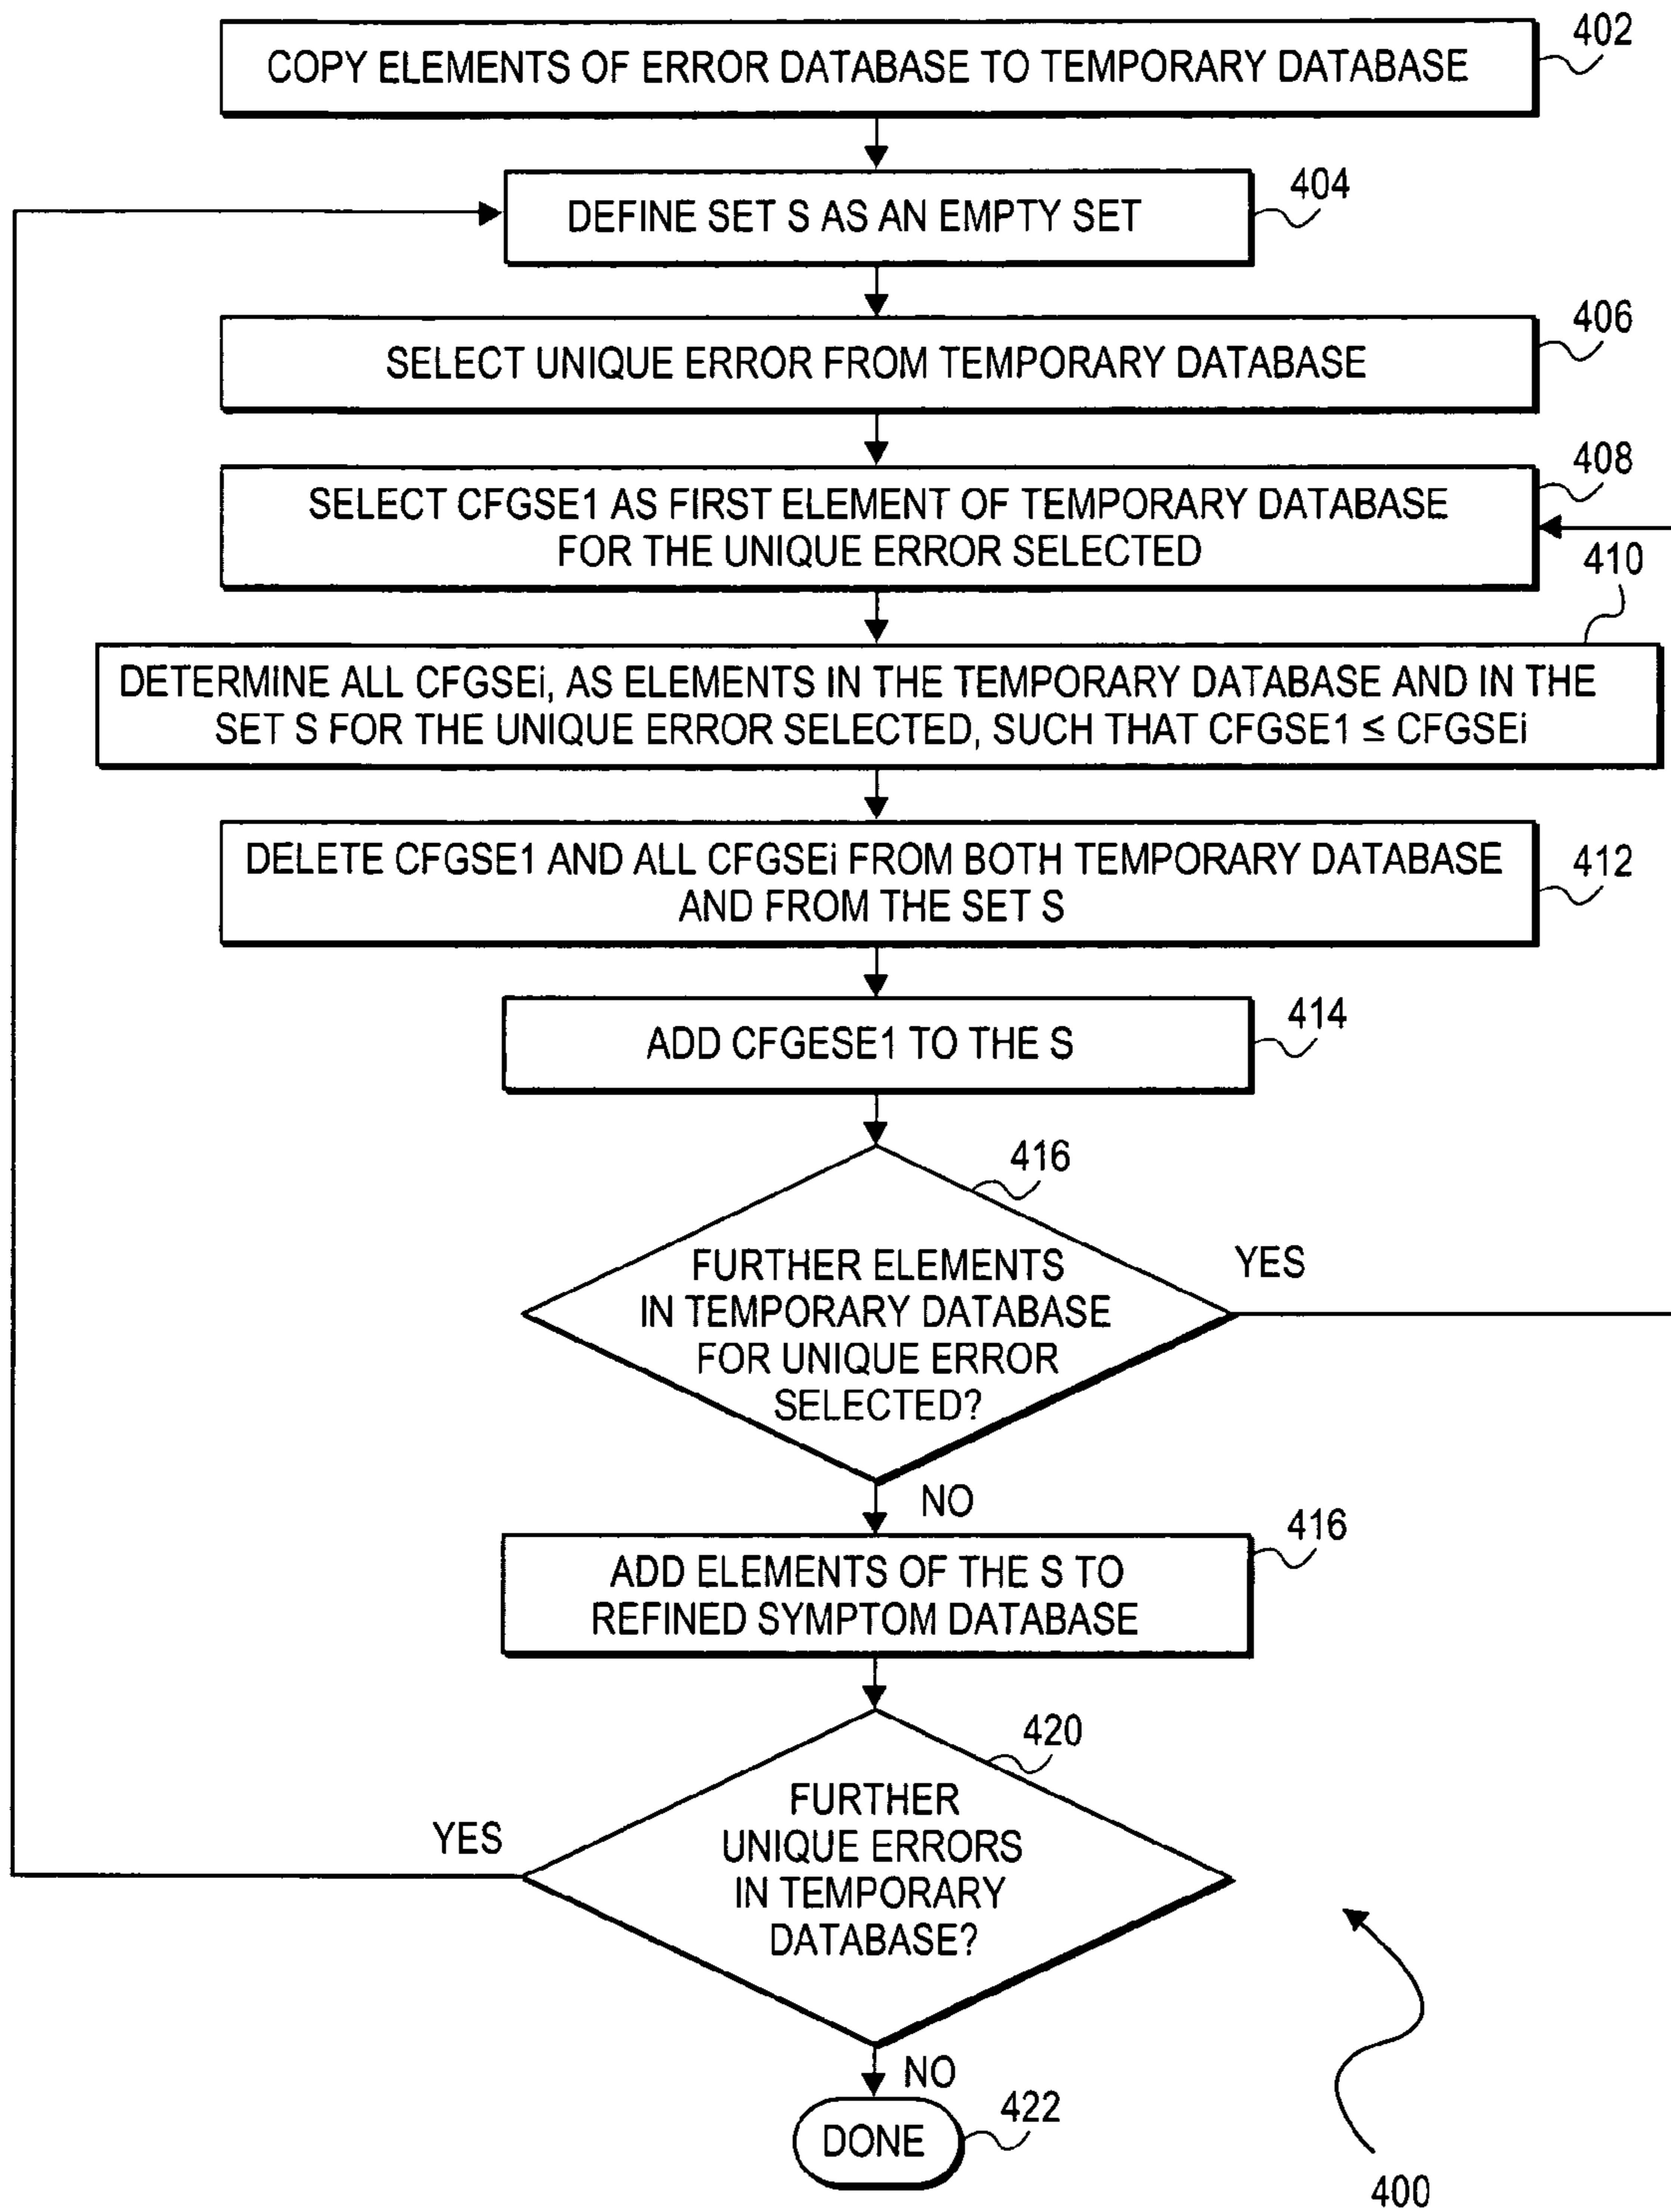 402
COPY ELEMENTS OF ERROR DATABASE TO TEMPORARY DATABASE
404
DEFINE SET S AS AN EMPTY SET
406
SELECT UNIQUE ERROR FROM TEMPORARY DATABASE
408
SELECT CFGSE1 AS FIRST ELEMENT OF TEMPORARY DATABASE
FOR THE UNIQUE ERROR SELECTED
410
DETERMINE ALL CFGSEi, AS ELEMENTS IN THE TEMPORARY DATABASE AND IN THE
SET S FOR THE UNIQUE ERROR SELECTED, SUCH THAT CFGSE1 ≤ CFGSEi
DELETE CFGSE1 AND ALL CFGSEi FROM BOTH TEMPORARY DATABASE
AND FROM THE SET S
412
414
ADD CFGESE1 TO THE S
416
FURTHER ELEMENTS
IN TEMPORARY DATABASE
FOR UNIQUE ERROR
SELECTED?
YES
NO
416
ADD ELEMENTS OF THE S TO
REFINED SYMPTOM DATABASE
420
FURTHER
UNIQUE ERRORS
IN TEMPORARY
DATABASE?
YES
NO
422
DONE
400